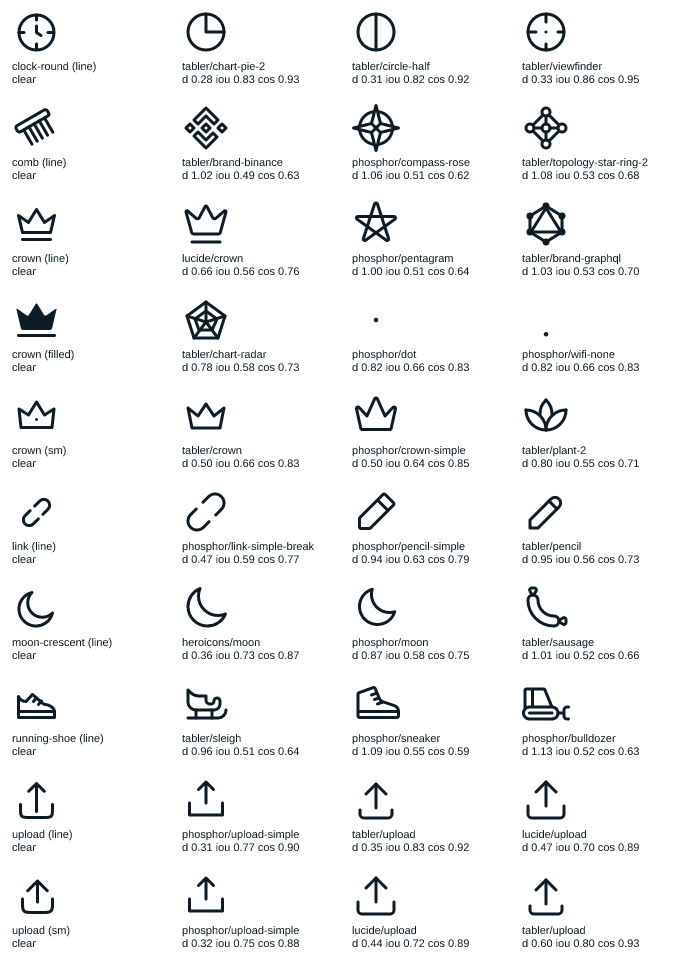 clock-round (line) tabler/chart-pie-2 tabler/circle-half tabler/viewfinder
clear d 0.28 iou 0.83 cos 0.93 d 0.31 iou 0.82 cos 0.92 d 0.33 iou 0.86 cos 0.95
comb (line) tabler/brand-binance phosphor/compass-rose tabler/topology-star-ring-2
clear d 1.02 iou 0.49 cos 0.63 d 1.06 iou 0.51 cos 0.62 d 1.08 iou 0.53 cos 0.68
crown (line) lucide/crown phosphor/pentagram tabler/brand-graphql
clear d 0.66 iou 0.56 cos 0.76 d 1.00 iou 0.51 cos 0.64 d 1.03 iou 0.53 cos 0.70
crown (filled) tabler/chart-radar phosphor/dot phosphor/wifi-none
clear d 0.78 iou 0.58 cos 0.73 d 0.82 iou 0.66 cos 0.83 d 0.82 iou 0.66 cos 0.83
crown (sm) tabler/crown phosphor/crown-simple tabler/plant-2
clear d 0.50 iou 0.66 cos 0.83 d 0.50 iou 0.64 cos 0.85 d 0.80 iou 0.55 cos 0.71
link (line) phosphor/link-simple-break phosphor/pencil-simple tabler/pencil
clear d 0.47 iou 0.59 cos 0.77 d 0.94 iou 0.63 cos 0.79 d 0.95 iou 0.56 cos 0.73
moon-crescent (line) heroicons/moon phosphor/moon tabler/sausage
clear d 0.36 iou 0.73 cos 0.87 d 0.87 iou 0.58 cos 0.75 d 1.01 iou 0.52 cos 0.66
running-shoe (line) tabler/sleigh phosphor/sneaker phosphor/bulldozer
clear d 0.96 iou 0.51 cos 0.64 d 1.09 iou 0.55 cos 0.59 d 1.13 iou 0.52 cos 0.63
upload (line) phosphor/upload-simple tabler/upload lucide/upload
clear d 0.31 iou 0.77 cos 0.90 d 0.35 iou 0.83 cos 0.92 d 0.47 iou 0.70 cos 0.89
upload (sm) phosphor/upload-simple lucide/upload tabler/upload
clear d 0.32 iou 0.75 cos 0.88 d 0.44 iou 0.72 cos 0.89 d 0.60 iou 0.80 cos 0.93